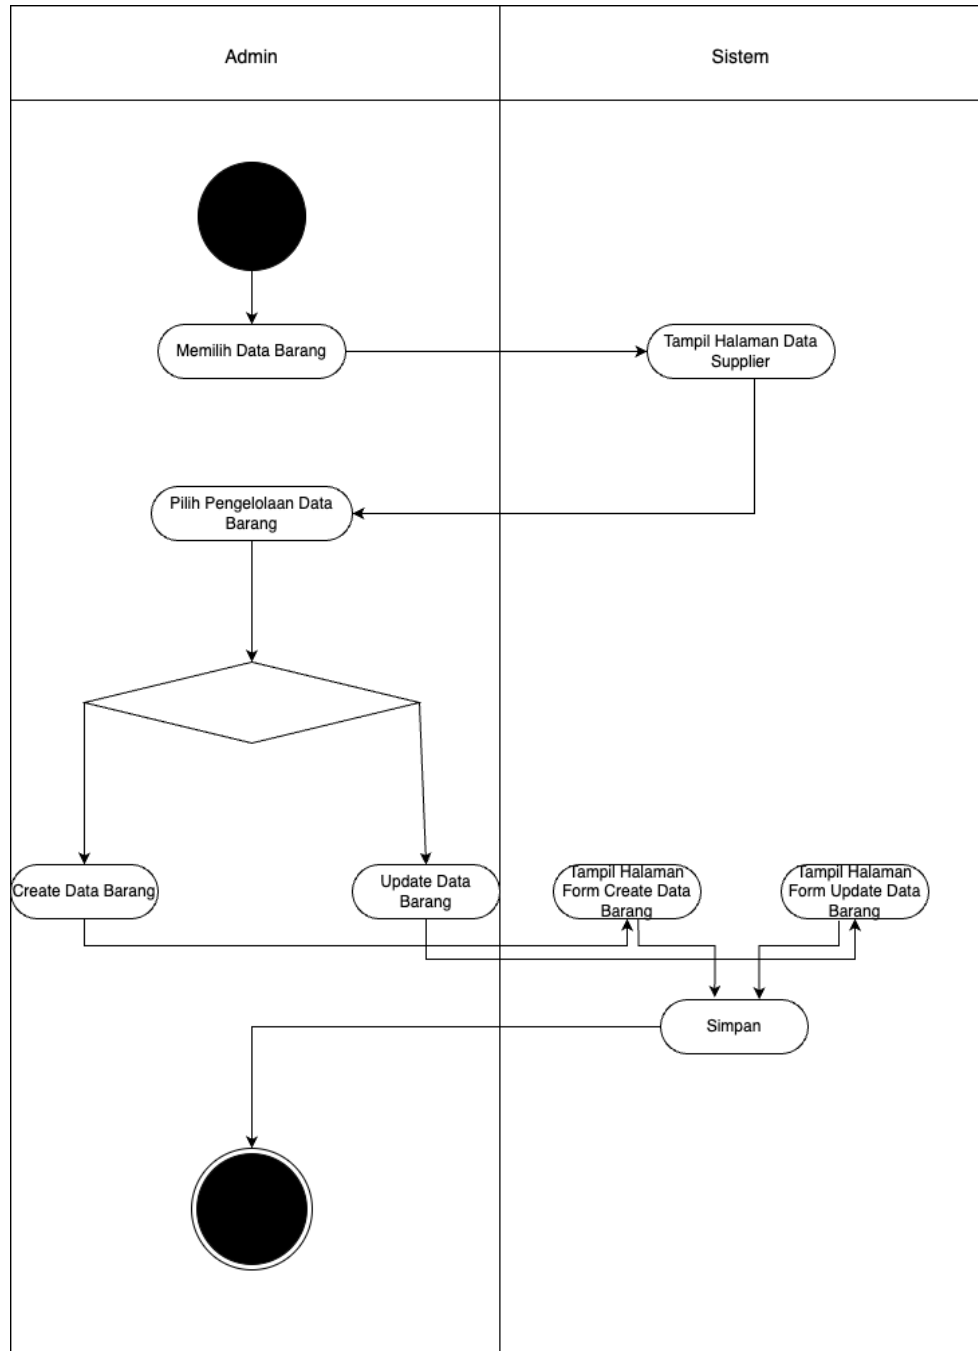 Admin
Sistem
Memilih Data Barang
Tampil Halaman Data
Supplier
Pilih Pengelolaan Data
Barang
Create Data Barang
Update Data
Barang
Tampil Halaman
Form Create Data
Barang
Tampil Halaman
Form Update Data
Barang
Simpan